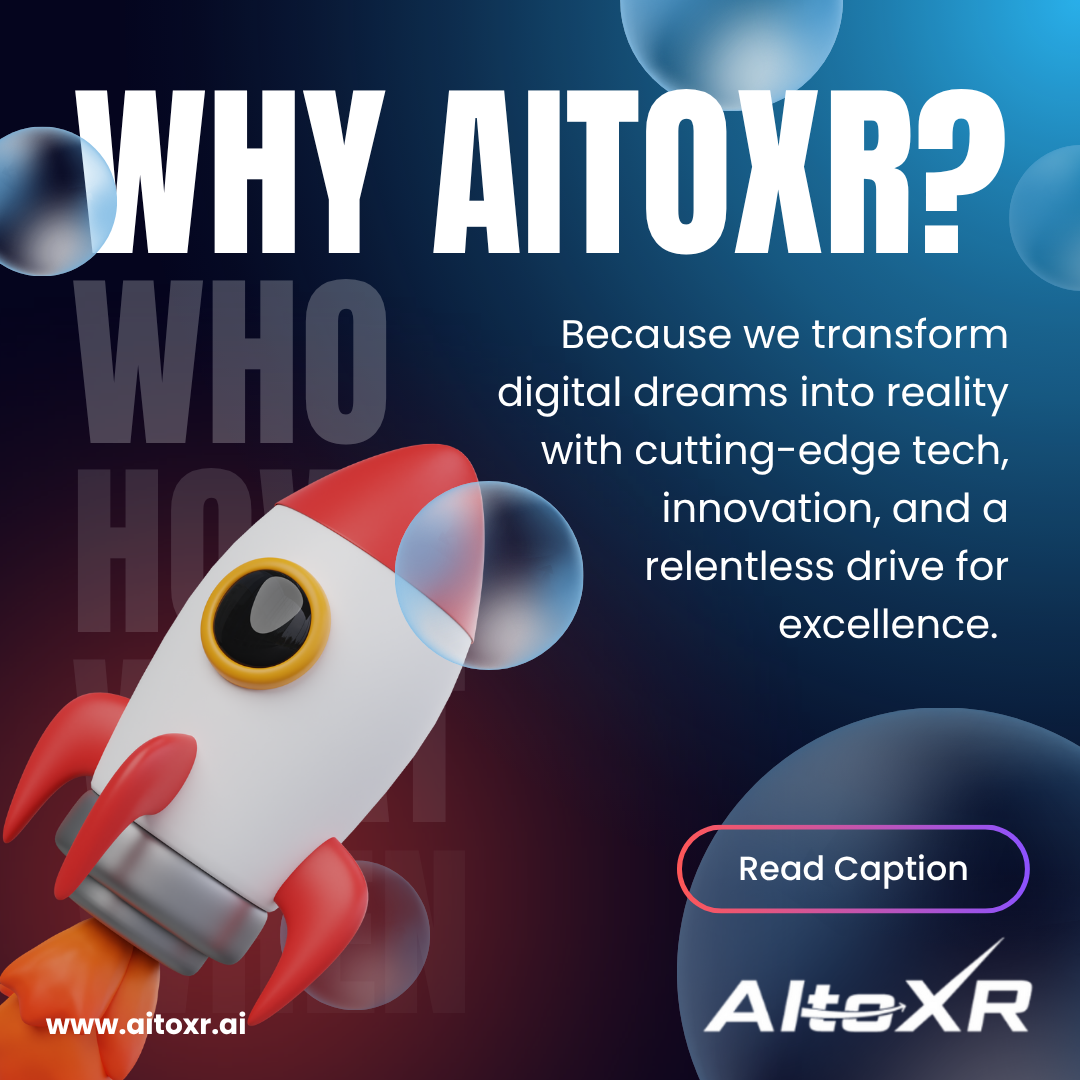 WHY AITOXR?
WHO
Because we transform
digital dreams into reality
with cutting-edge tech,
innovation, and a
relentless drive for
excellence.
Read Caption
AItoXR
www.aitoxr.ai